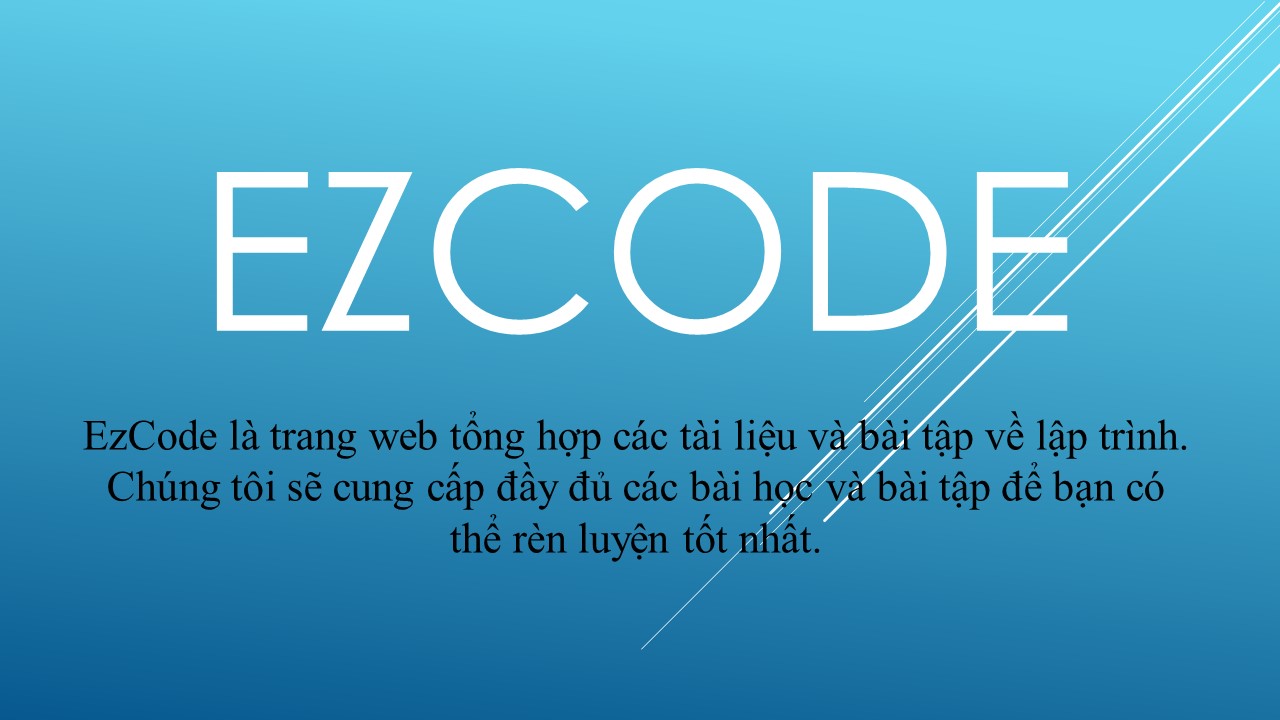 EZCODE
EzCode là trang web tổng hợp các tài liệu và bài tập về lập trình.
Chúng tôi sẽ cung cấp đầy đủ các bài học và bài tập để bạn có
thể rèn luyện tốt nhất.